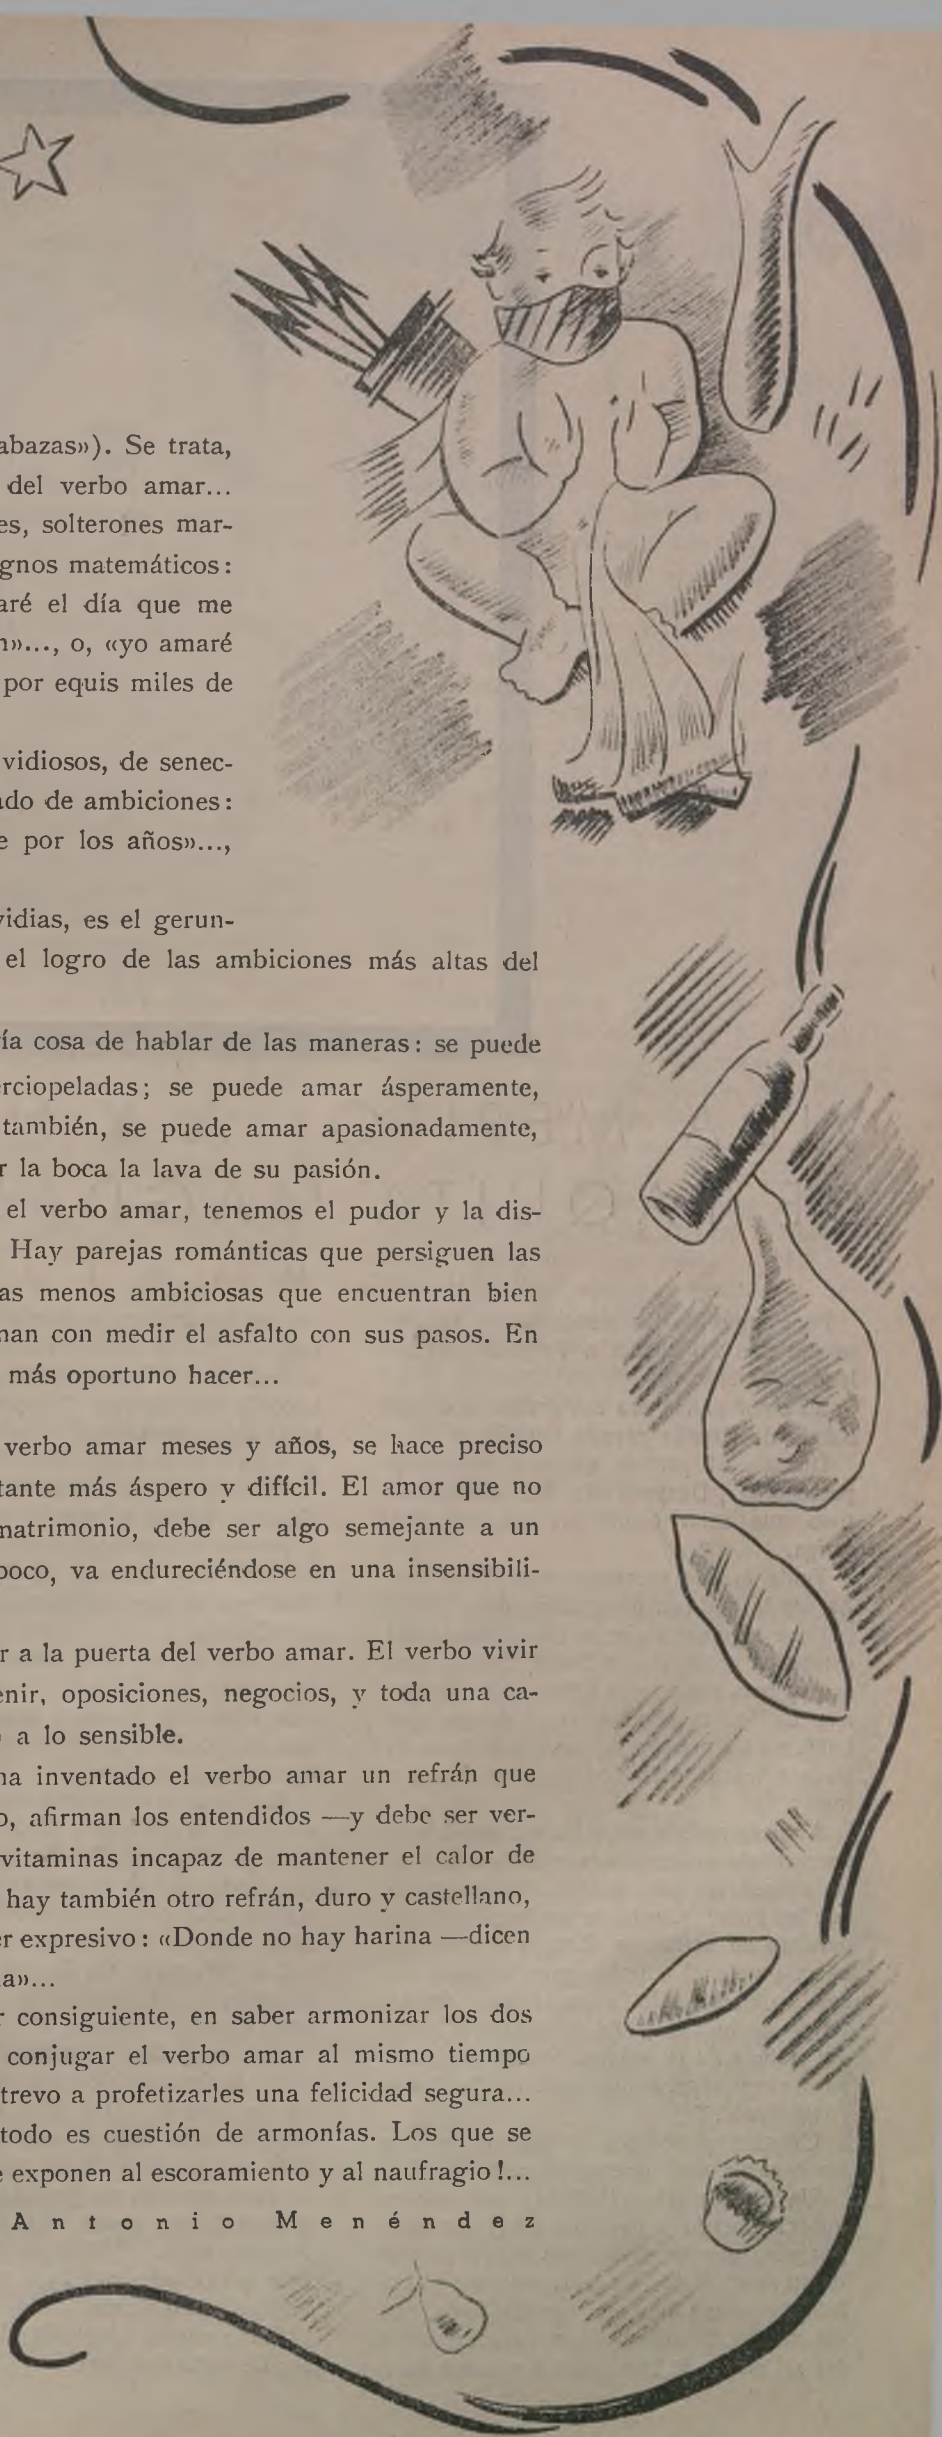 abazas»). Se trata,
del verbo amar...
es, solterones mar-
gnos matemáticos:
aré el día que me
n»..., o, «yo amaré
por equis miles de
vidiosos, de senec-
ado de ambiciones:
e por los años»...,
vidias, es el gerun-
el logro de las ambiciones más altas del
ía cosa de hablar de las maneras: se puede
erciopeladas; se puede amar ásperamente,
también, se puede amar apasionadamente,
r la boca la lava de su pasión.
el verbo amar, tenemos el pudor y la dis-
Hay parejas románticas que persiguen las
as menos ambiciosas que encuentran bien
nan con medir el asfalto con sus pasos. En
más oportuno hacer...
verbo amar meses y años, se hace preciso
tante más áspero y difícil. El amor que no
matrimonio, debe ser algo semejante a un
poco, va endureciéndose en una insensibili-
r a la puerta del verbo amar. El verbo vivir
enir, oposiciones, negocios, y toda una ca-
a lo sensible.
ha inventado el verbo amar un refrán que
o, afirman los entendidos —y debe ser ver-
vitaminas incapaz de mantener el calor de
hay también otro refrán, duro y castellano,
er expresivo: «Donde no hay harina —dicen
a»...
r consiguiente, en saber armonizar los dos
conjugar el verbo amar al mismo tiempo
trevo a profetizarles una felicidad segura...
todo es cuestión de armonías. Los que se
e exponen al escoramiento y al naufragio!...
Antonio Menéndez